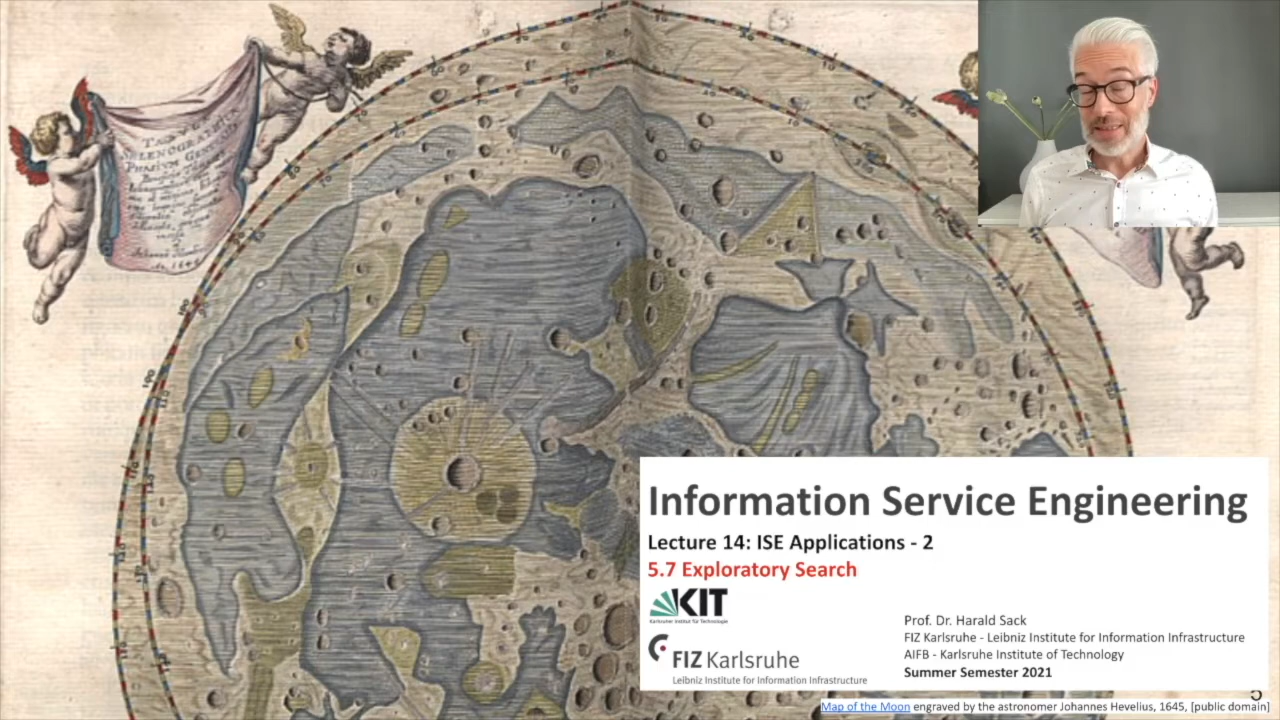 Information Service Engineering
Lecture 14: ISE Applications - 2
5.7 Exploratory Search
KIT
Karlsruher Institut für Technologie
FIZ Karlsruhe
Leibniz Institute for Information Infrastructure
Prof. Dr. Harald Sack
FIZ Karlsruhe - Leibniz Institute for Information Infrastructure
AIFB - Karlsruhe Institute of Technology
Summer Semester 2021
5
Map of the Moon engraved by the astronomer Johannes Hevelius, 1645, [public domain]